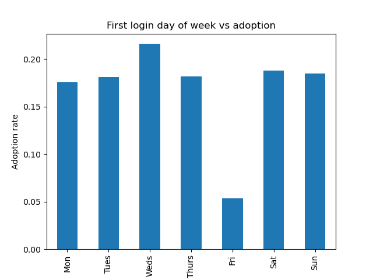 First login day of week vs adoption
Adoption rate
0.20
0.15
0.10
0.05
0.00
Mon
Tues
Weds
Thurs
Fri
Sat
Sun